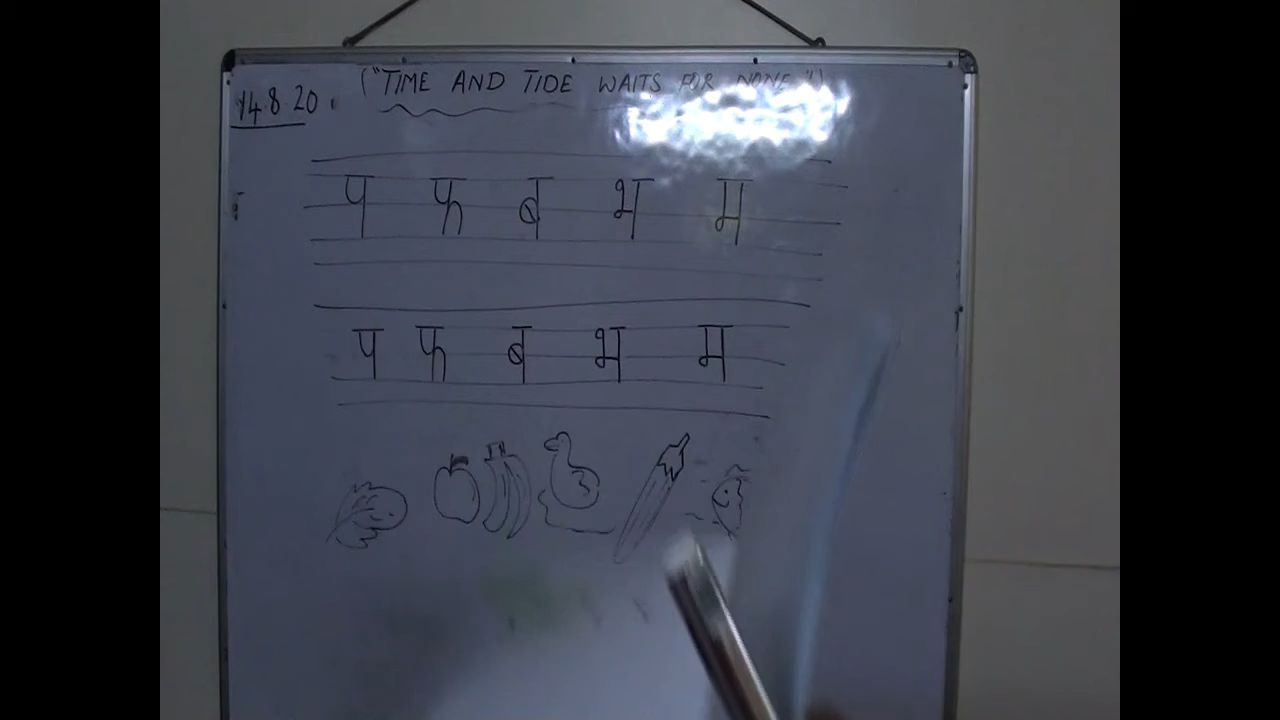 ("TIME AND TIDE WAITS FOR NONE")
14.8 20.
प फ ब भ म
प फ ब भ म